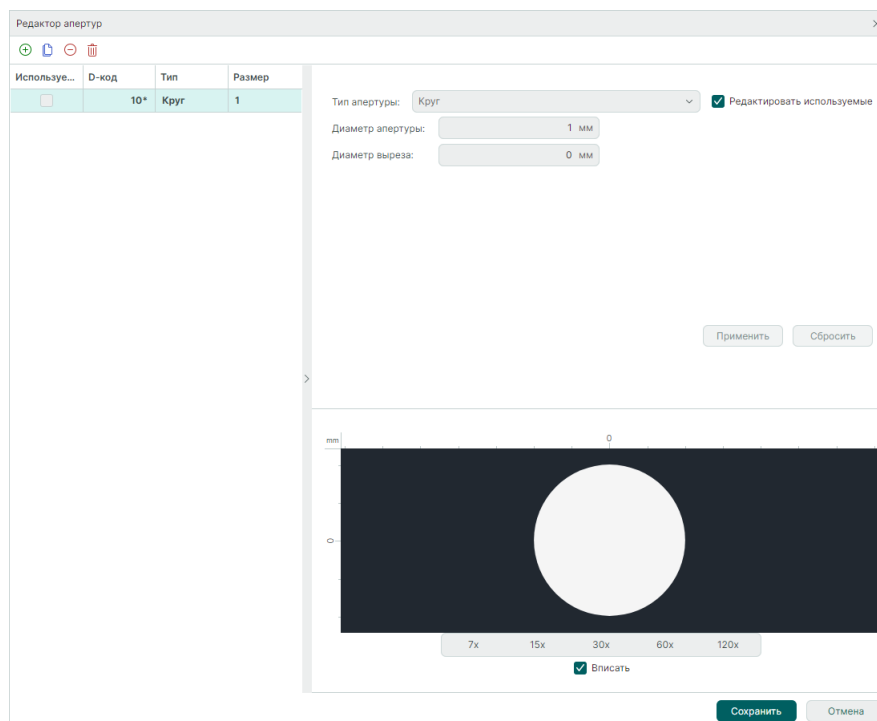 Редактор апертур
Используе... D-код Тип Размер
10* Круг 1
Тип апертуры: Круг Редактировать используемые
Диаметр апертуры: 1 мм
Диаметр выреза: 0 мм
Применить Сбросить
mm 0
0
7x 15x 30x 60x 120x
Вписать
Сохранить Отмена